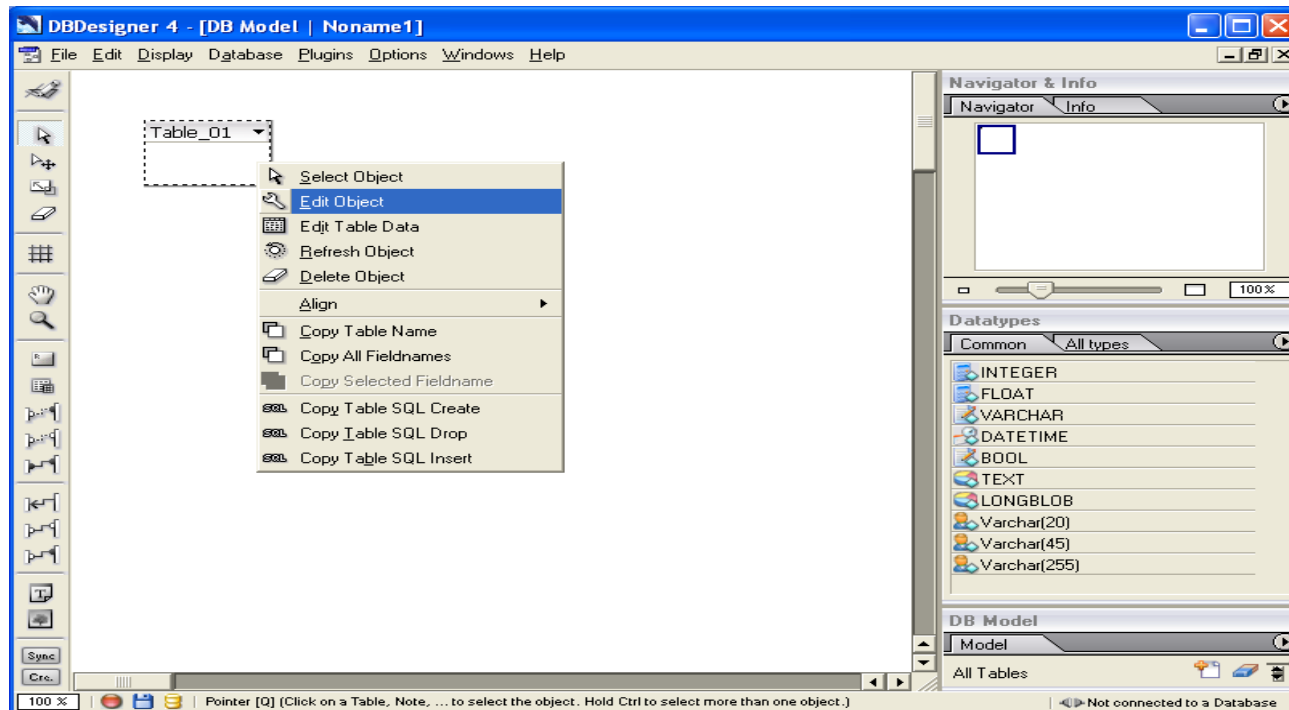 DBDesigner 4 - [DB Model | Noname1]
File Edit Display Database Plugins Options Windows Help
Navigator & Info
Navigator Info
Table_01
Select Object
Edit Object
Edit Table Data
Refresh Object
Delete Object
Align
Copy Table Name
Copy All Fieldnames
Copy Selected Fieldname
SQL Copy Table SQL Create
SQL Copy Table SQL Drop
SQL Copy Table SQL Insert
100 %
Datatypes
Common All types
INTEGER
FLOAT
VARCHAR
DATETIME
BOOL
TEXT
LONGBLOB
Varchar(20)
Varchar(45)
Varchar(255)
DB Model
Model
All Tables
Sync
Cre.
100 % Pointer [Q] (Click on a Table, Note, ... to select the object. Hold Ctrl to select more than one object.) Not connected to a Database